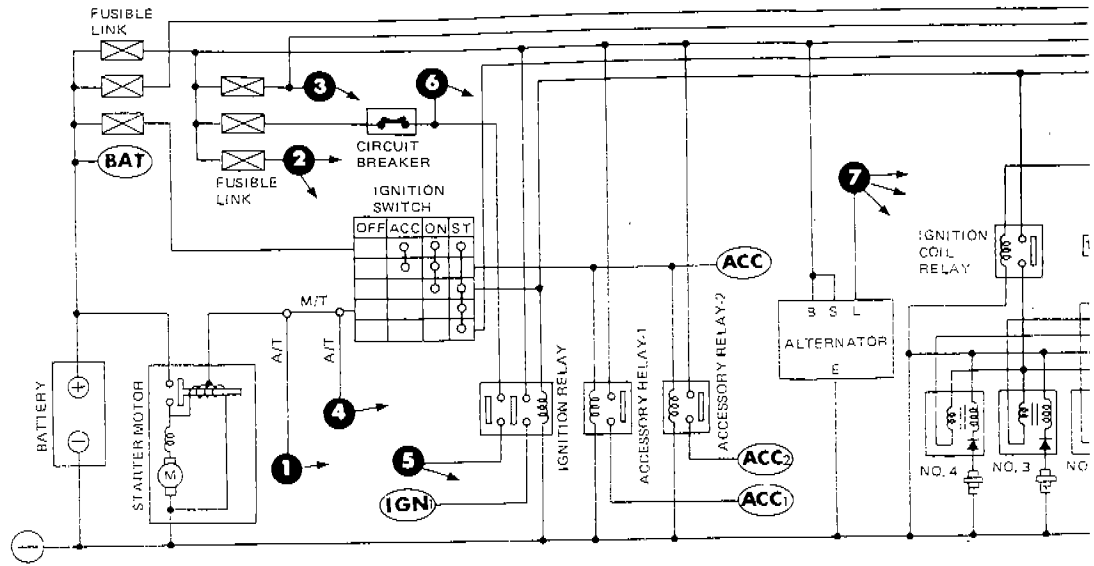 FUSIBLE
LINK
3
6
BAT
2
CIRCUIT
BREAKER
FUSIBLE
LINK
7
IGNITION
SWITCH
OFF ACC ON ST
ACC
IGNITION
COIL
RELAY
M/T
A/T
A/T
B S L
ALTERNATOR
E
BATTERY
+
−
STARTER MOTOR
M
4
1
5
IGN1
IGNITION RELAY
ACCESSORY RELAY-1
ACCESSORY RELAY-2
ACC2
ACC1
NO. 4
NO. 3
NO
−